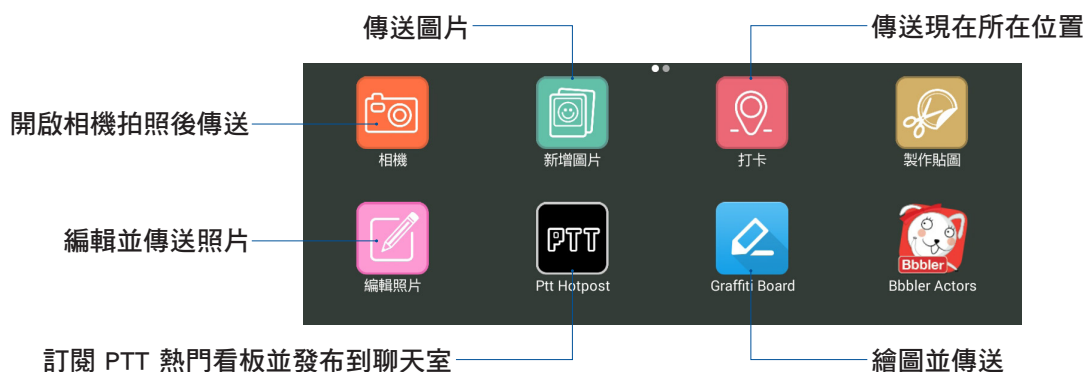 傳送圖片
傳送現在所在位置
開啟相機拍照後傳送
相機
新增圖片
打卡
製作貼圖
編輯並傳送照片
PTT
Bbbler
編輯照片
Ptt Hotpost
Graffiti Board
Bbbler Actors
訂閱 PTT 熱門看板並發布到聊天室
繪圖並傳送